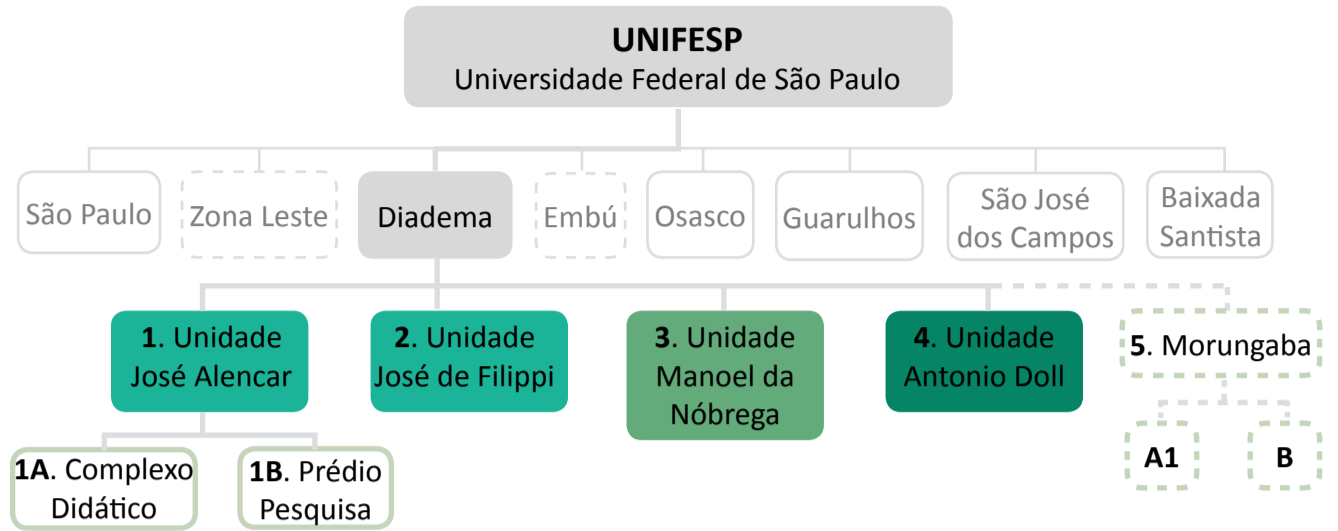 UNIFESP
Universidade Federal de São Paulo
São Paulo
Zona Leste
Diadema
Embú
Osasco
Guarulhos
São José
dos Campos
Baixada
Santista
1. Unidade
José Alencar
2. Unidade
José de Filippi
3. Unidade
Manoel da
Nóbrega
4. Unidade
Antonio Doll
5. Morungaba
1A. Complexo
Didático
1B. Prédio
Pesquisa
A1
B